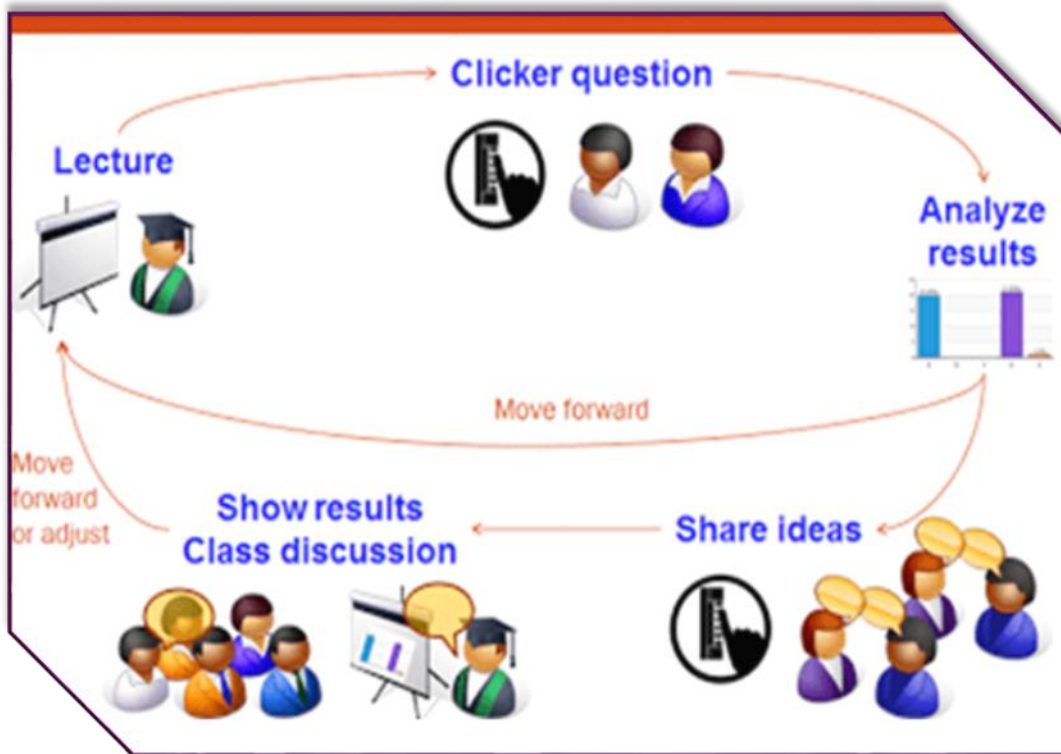 Clicker question
Lecture
Analyze
results
Move forward
Move
forward
or adjust
Show results
Class discussion
Share ideas